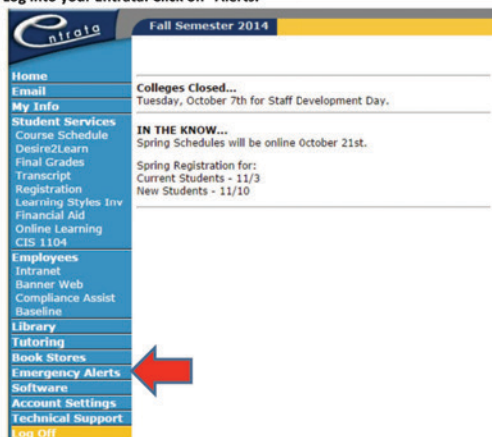 Log into your Entrata. Click on "Alerts.
Entrata
Fall Semester 2014
Home
Email
My Info
Student Services
Course Schedule
Desire2Learn
Final Grades
Transcript
Registration
Learning Styles Inv
Financial Aid
Online Learning
CIS 1104
Employees
Intranet
Banner Web
Compliance Assist
Baseline
Library
Tutoring
Book Stores
Emergency Alerts
Software
Account Settings
Technical Support
Log Off
Colleges Closed...
Tuesday, October 7th for Staff Development Day.
IN THE KNOW...
Spring Schedules will be online October 21st.
Spring Registration for:
Current Students - 11/3
New Students - 11/10